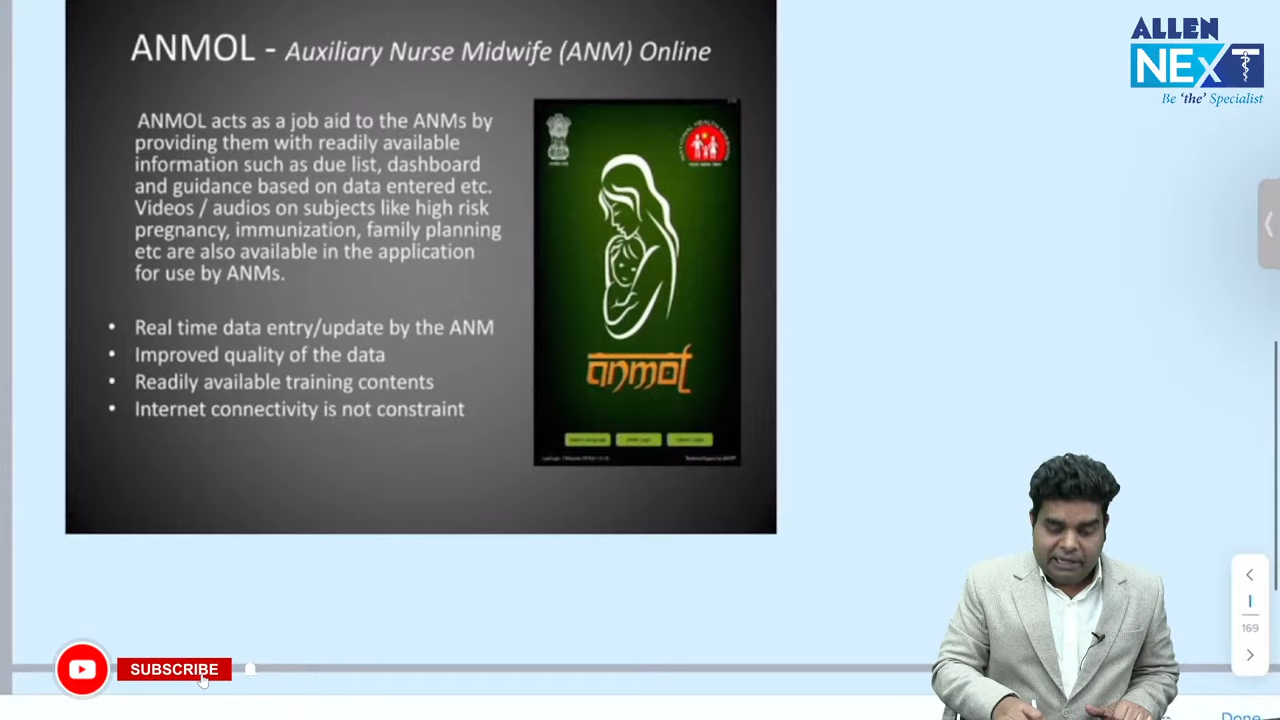 ANMOL - Auxiliary Nurse Midwife (ANM) Online
ANMOL acts as a job aid to the ANMs by
providing them with readily available
information such as due list, dashboard
and guidance based on data entered etc.
Videos / audios on subjects like high risk
pregnancy, immunization, family planning
etc are also available in the application
for use by ANMs.
• Real time data entry/update by the ANM
• Improved quality of the data
• Readily available training contents
• Internet connectivity is not constraint
anmol
ALLEN
NExT
Be 'the' Specialist
I
169
SUBSCRIBE
Done